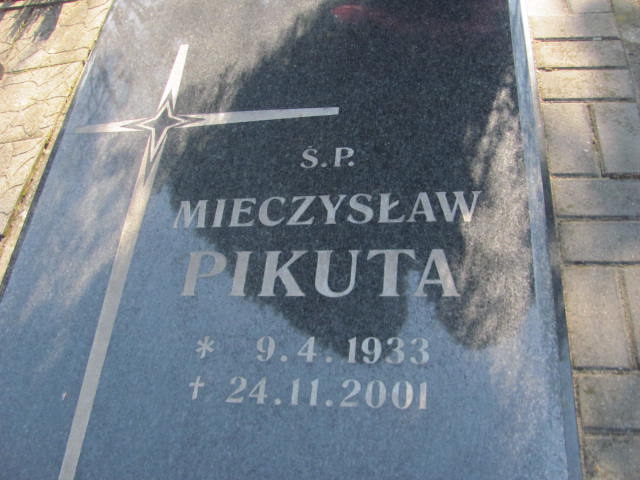 Ś.P.
MIECZYSŁAW
PIKUTA
* 9.4.1933
✝ 24.11.2001